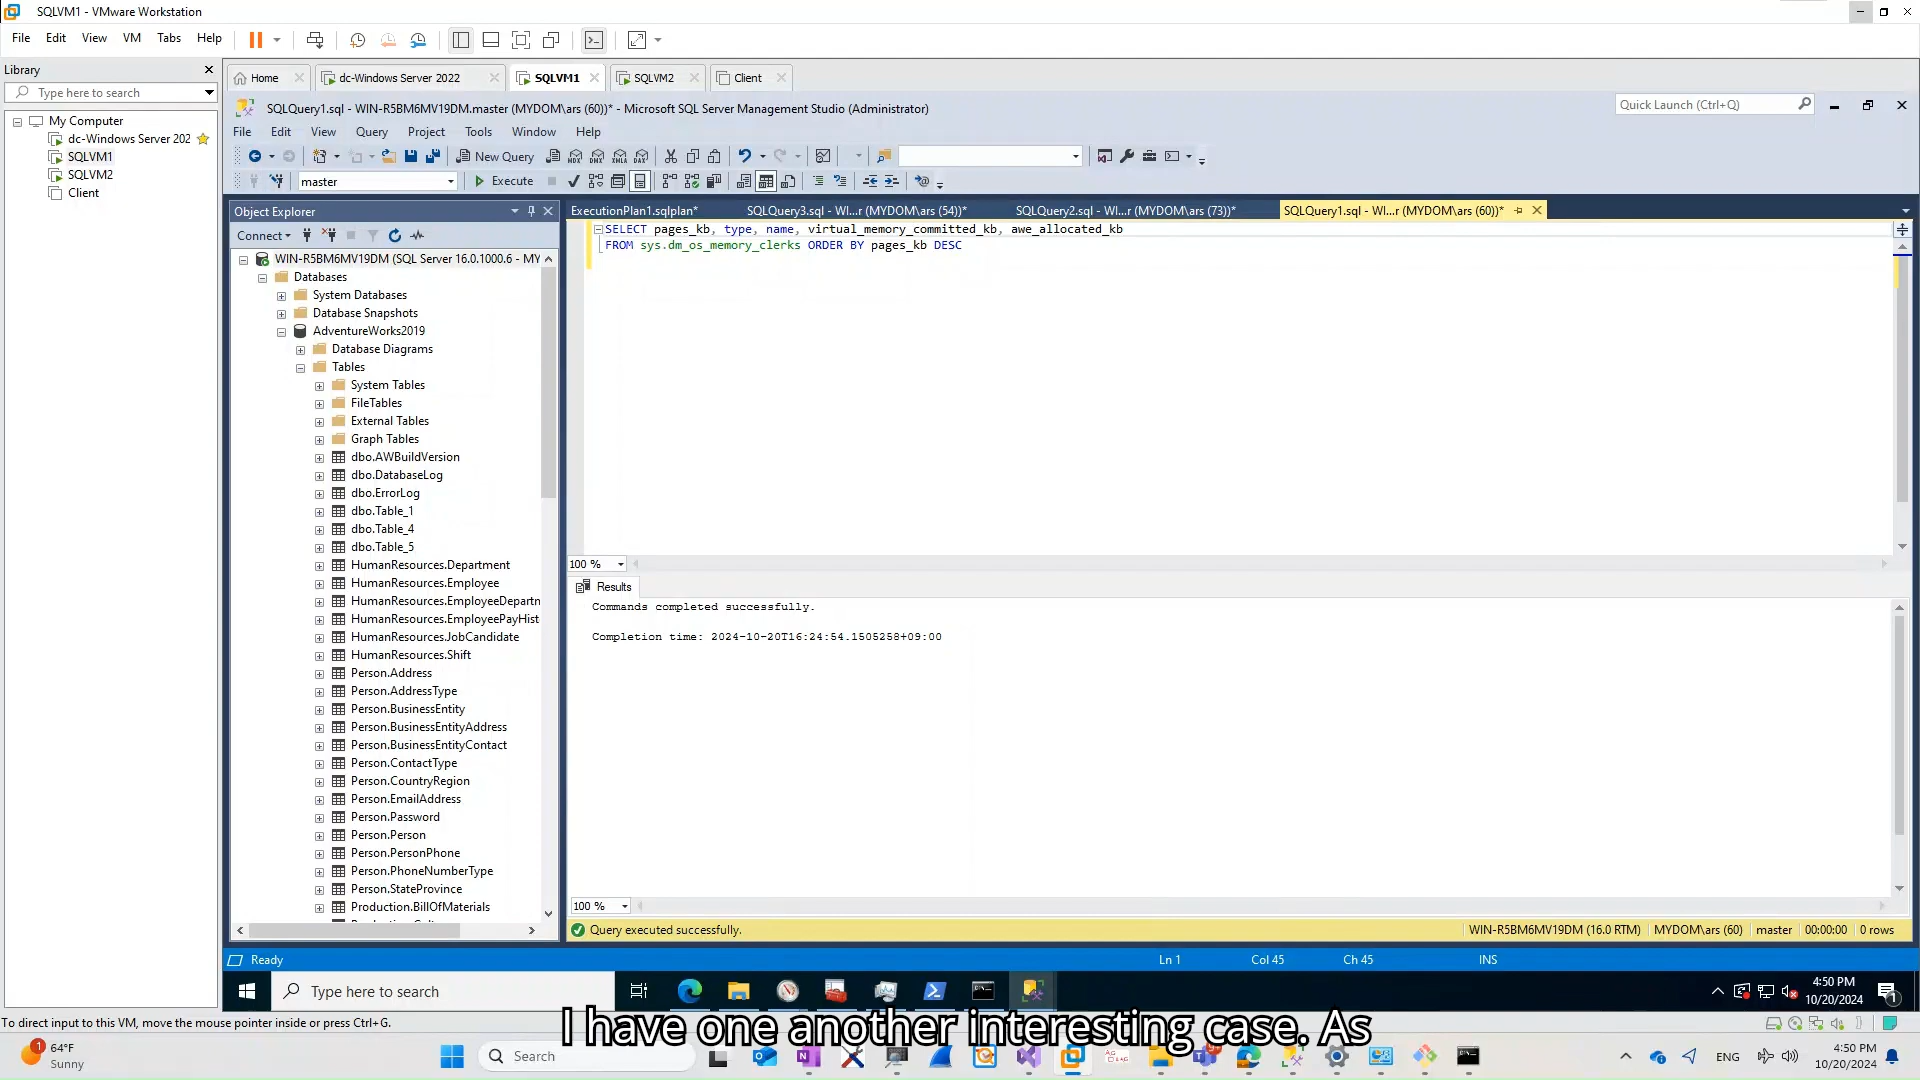 SQLVM1 - VMware Workstation
File Edit View VM Tabs Help
Library
Type here to search
My Computer
dc-Windows Server 202
SQLVM1
SQLVM2
Client
Home
dc-Windows Server 2022
SQLVM1
SQLVM2
Client
SQLQuery1.sql - WIN-R5BM6MV19DM.master (MYDOM\ars (60))* - Microsoft SQL Server Management Studio (Administrator)
Quick Launch (Ctrl+Q)
File Edit View Query Project Tools Window Help
New Query
master
Execute
Object Explorer
Connect
WIN-R5BM6MV19DM (SQL Server 16.0.1000.6 - MY
Databases
System Databases
Database Snapshots
AdventureWorks2019
Database Diagrams
Tables
System Tables
FileTables
External Tables
Graph Tables
dbo.AWBuildVersion
dbo.DatabaseLog
dbo.ErrorLog
dbo.Table_1
dbo.Table_4
dbo.Table_5
HumanResources.Department
HumanResources.Employee
HumanResources.EmployeeDepartn
HumanResources.EmployeePayHist
HumanResources.JobCandidate
HumanResources.Shift
Person.Address
Person.AddressType
Person.BusinessEntity
Person.BusinessEntityAddress
Person.BusinessEntityContact
Person.ContactType
Person.CountryRegion
Person.EmailAddress
Person.Password
Person.Person
Person.PersonPhone
Person.PhoneNumberType
Person.StateProvince
Production.BillOfMaterials
ExecutionPlan1.sqlplan*
SQLQuery3.sql - WI...r (MYDOM\ars (54))*
SQLQuery2.sql - WI...r (MYDOM\ars (73))*
SQLQuery1.sql - WI...r (MYDOM\ars (60))*
SELECT pages_kb, type, name, virtual_memory_committed_kb, awe_allocated_kb
FROM sys.dm_os_memory_clerks ORDER BY pages_kb DESC
100 %
Results
Commands completed successfully.
Completion time: 2024-10-20T16:24:54.1505258+09:00
100 %
Query executed successfully.
WIN-R5BM6MV19DM (16.0 RTM) MYDOM\ars (60) master 00:00:00 0 rows
Ready
Ln 1 Col 45 Ch 45 INS
Type here to search
4:50 PM
10/20/2024
1
I have one another interesting case. As
To direct input to this VM, move the mouse pointer inside or press Ctrl+G.
1
64°F
Sunny
Search
ENG
4:50 PM
10/20/2024